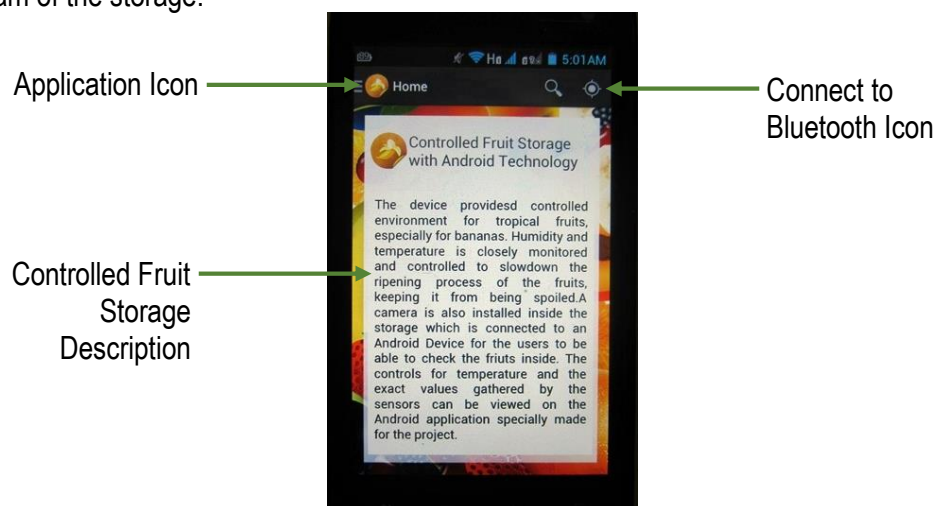 of the storage.
5:01AM
Application Icon
Home
Connect to
Bluetooth Icon
Controlled Fruit Storage
with Android Technology
The device providesd controlled
environment for tropical fruits,
especially for bananas. Humidity and
temperature is closely monitored
and controlled to slowdown the
ripening process of the fruits,
keeping it from being spoiled.A
camera is also installed inside the
storage which is connected to an
Android Device for the users to be
able to check the friuts inside. The
controls for temperature and the
exact values gathered by the
sensors can be viewed on the
Android application specially made
for the project.
Controlled Fruit
Storage
Description